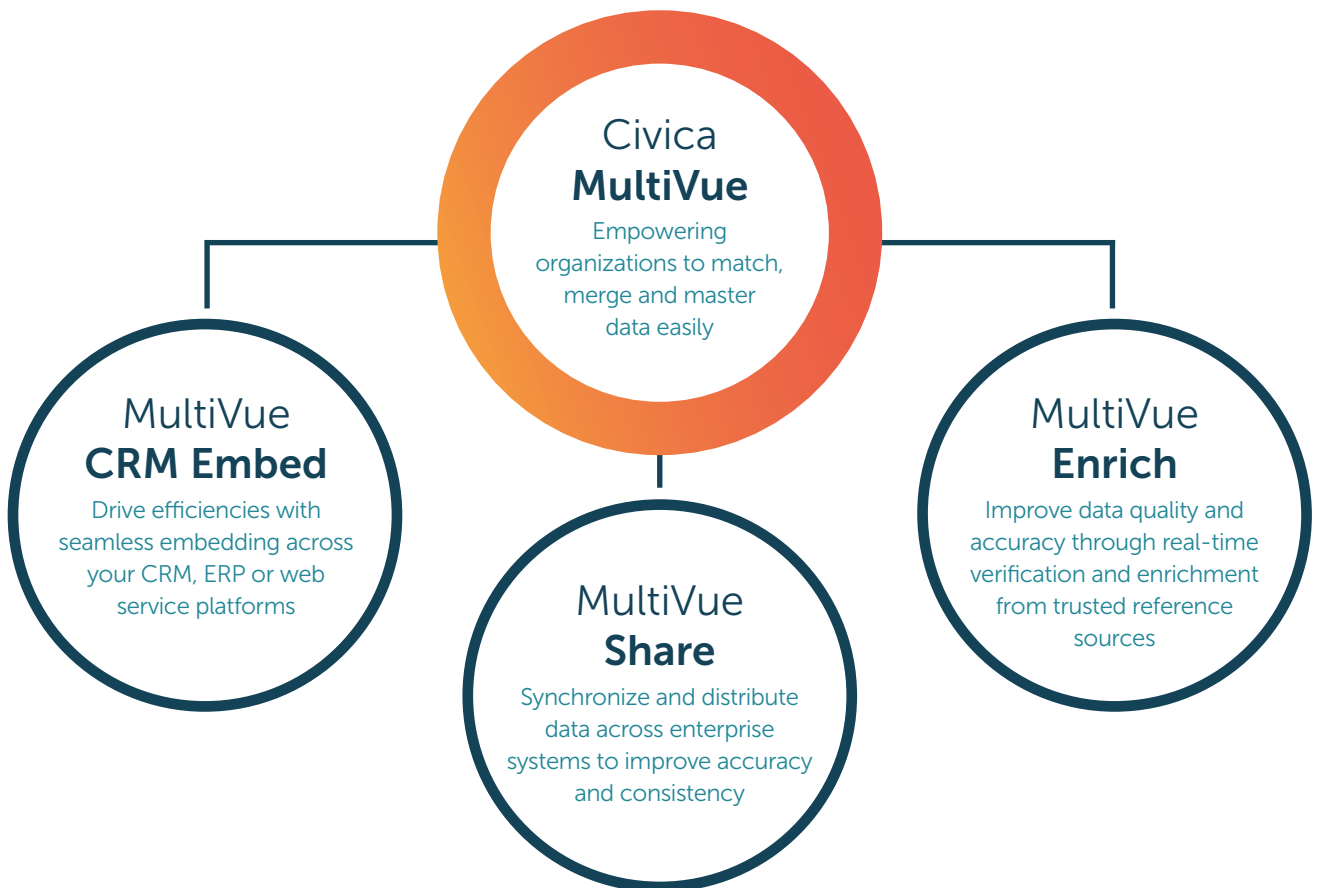 Civica
MultiVue
Empowering
organizations to match,
merge and master
data easily
MultiVue
CRM Embed
Drive efficiencies with
seamless embedding across
your CRM, ERP or web
service platforms
MultiVue
Share
Synchronize and distribute
data across enterprise
systems to improve accuracy
and consistency
MultiVue
Enrich
Improve data quality and
accuracy through real-time
verification and enrichment
from trusted reference
sources